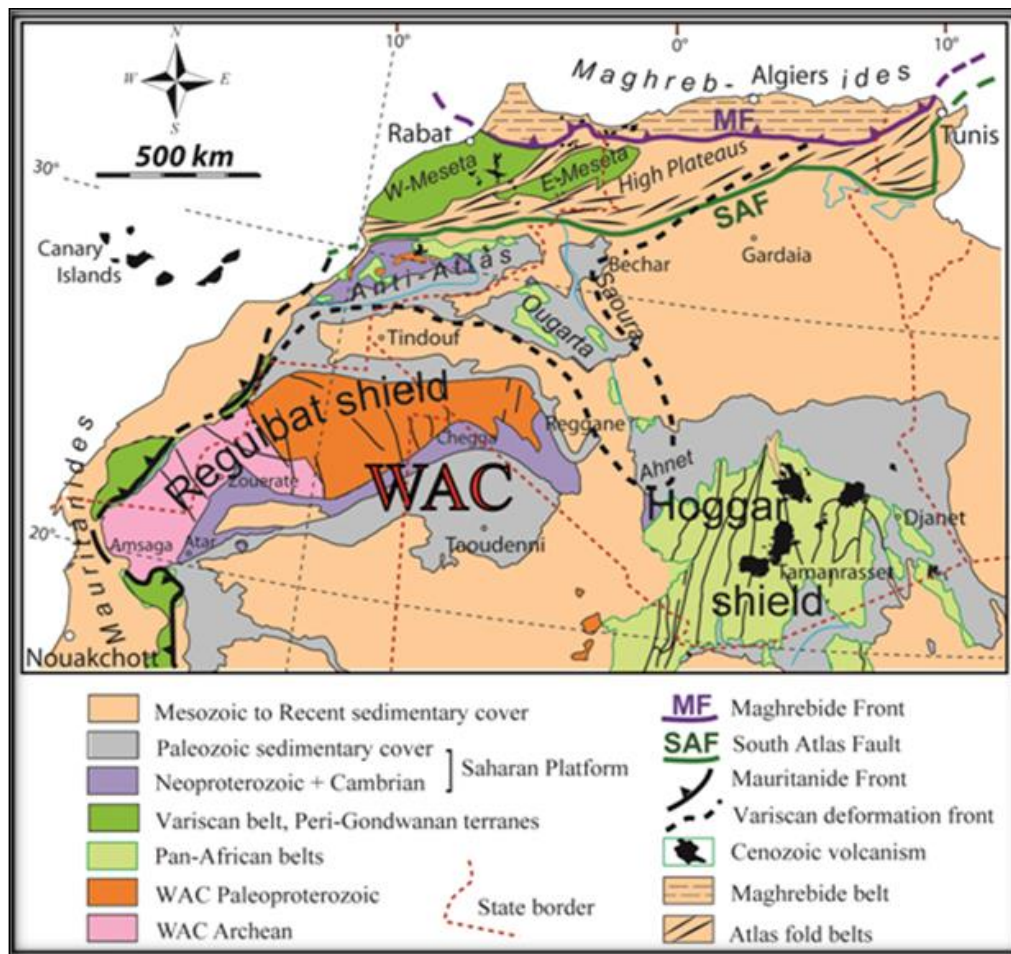 N
W E
S
10°
0°
10°
Maghreb- Algiers ides
Rabat
MF
Tunis
500 km
30°
W-Meseta
E-Meseta
High Plateaus
SAF
Canary
Islands
Gardaia
Bechar
Anti-Atlas
Saoura
Ougarta
Tindouf
Reguibat shield
Reggane
Chegga
Ahnet
Zouerate
WAC
Hoggar
Djanet
20°
Amsaga
Atar
Taoudenni
Tamanrasset
shield
Mauritanides
Nouakchott
Mesozoic to Recent sedimentary cover
Paleozoic sedimentary cover
Neoproterozoic + Cambrian
Saharan Platform
Variscan belt, Peri-Gondwanan terranes
Pan-African belts
WAC Paleoproterozoic
WAC Archean
State border
MF Maghrebide Front
SAF South Atlas Fault
Mauritanide Front
Variscan deformation front
Cenozoic volcanism
Maghrebide belt
Atlas fold belts